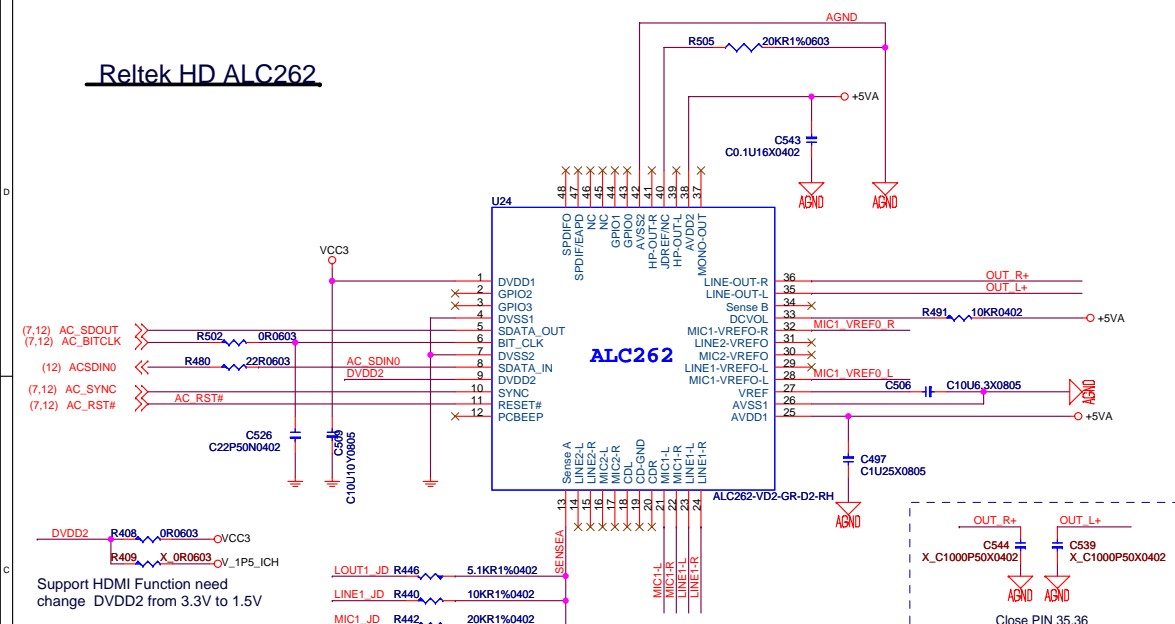 Reltek HD ALC262
AGND
R505
20KR1%0603
+5VA
C543
C0.1U16X0402
AGND
AGND
D
U24
48
47
46
45
44
43
42
41
40
39
38
37
SPDIFO
SPDIF/EAPD
NC
NC
GPIO1
GPIO0
AVSS2
HP-OUT-R
JDREF/NC
HP-OUT-L
AVDD2
MONO-OUT
VCC3
1 DVDD1
2 GPIO2
3 GPIO3
4 DVSS1
5 SDATA_OUT
6 BIT_CLK
7 DVSS2
8 SDATA_IN
9 DVDD2
10 SYNC
11 RESET#
12 PCBEEP
(7,12) AC_SDOUT
(7,12) AC_BITCLK
R502
0R0603
(12) ACSDIN0
R480
22R0603
AC_SDIN0
DVDD2
(7,12) AC_SYNC
(7,12) AC_RST#
AC_RST#
ALC262
LINE-OUT-R 36
LINE-OUT-L 35
Sense B 34
DCVOL 33
MIC1-VREFO-R 32
LINE2-VREFO 31
MIC2-VREFO 30
LINE1-VREFO-L 29
MIC1-VREFO-L 28
VREF 27
AVSS1 26
AVDD1 25
OUT_R+
OUT_L+
R491
10KR0402
+5VA
MIC1_VREF0_R
MIC1_VREF0_L
C506
C10U6.3X0805
AGND
+5VA
C526
C22P50N0402
C10U10Y0805
C497
C1U25X0805
AGND
Sense A
LINE2-L
LINE2-R
MIC2-L
MIC2-R
CDL
CD-GND
CDR
MIC1-L
MIC1-R
LINE1-L
LINE1-R
13
14
15
16
17
18
19
20
21
22
23
24
ALC262-VD2-GR-D2-RH
SENSEA
MIC1-L
MIC1-R
LINE1-L
LINE1-R
DVDD2
R408
0R0603
VCC3
R409
X_0R0603
V_1P5_ICH
C
Support HDMI Function need
change DVDD2 from 3.3V to 1.5V
LOUT1_JD
R446
5.1KR1%0402
LINE1_JD
R440
10KR1%0402
MIC1_JD
R442
20KR1%0402
OUT_R+
OUT_L+
C544
X_C1000P50X0402
C539
X_C1000P50X0402
AGND
AGND
Close PIN 35,36